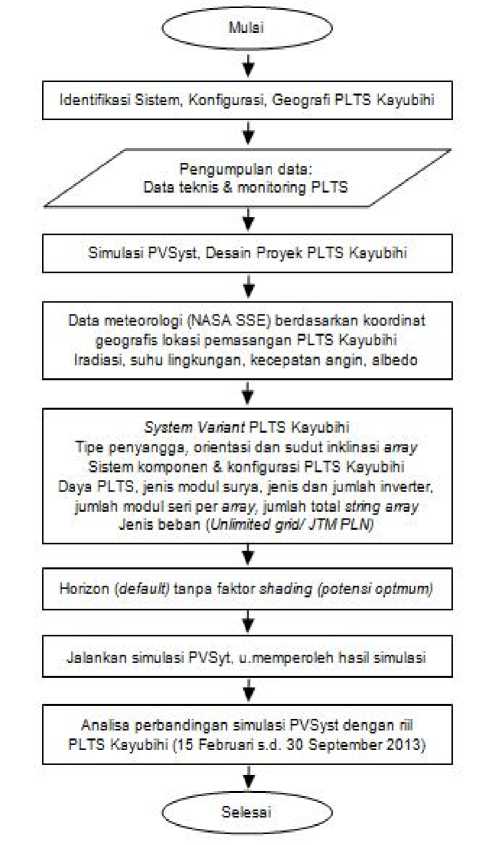 Mulai
Identifikasi Sistem, Konfigurasi, Geografi PLTS Kayubihi
Pengumpulan data:
Data teknis & monitoring PLTS
Simulasi PVSyst, Desain Proyek PLTS Kayubihi
Data meteorologi (NASA SSE) berdasarkan koordinat
geografis lokasi pemasangan PLTS Kayubihi
Iradiasi, suhu lingkungan, kecepatan angin, albedo
System Variant PLTS Kayubihi
Tipe penyangga, orientasi dan sudut inklinasi array
Sistem komponen & konfigurasi PLTS Kayubihi
Daya PLTS, jenis modul surya, jenis dan jumlah inverter,
jumlah modul seri per array, jumlah total string array
Jenis beban (Unlimited grid/ JTM PLN)
Horizon (default) tanpa faktor shading (potensi optmum)
Jalankan simulasi PVSyt, u.memperoleh hasil simulasi
Analisa perbandingan simulasi PVSyst dengan riil
PLTS Kayubihi (15 Februari s.d. 30 September 2013)
Selesai